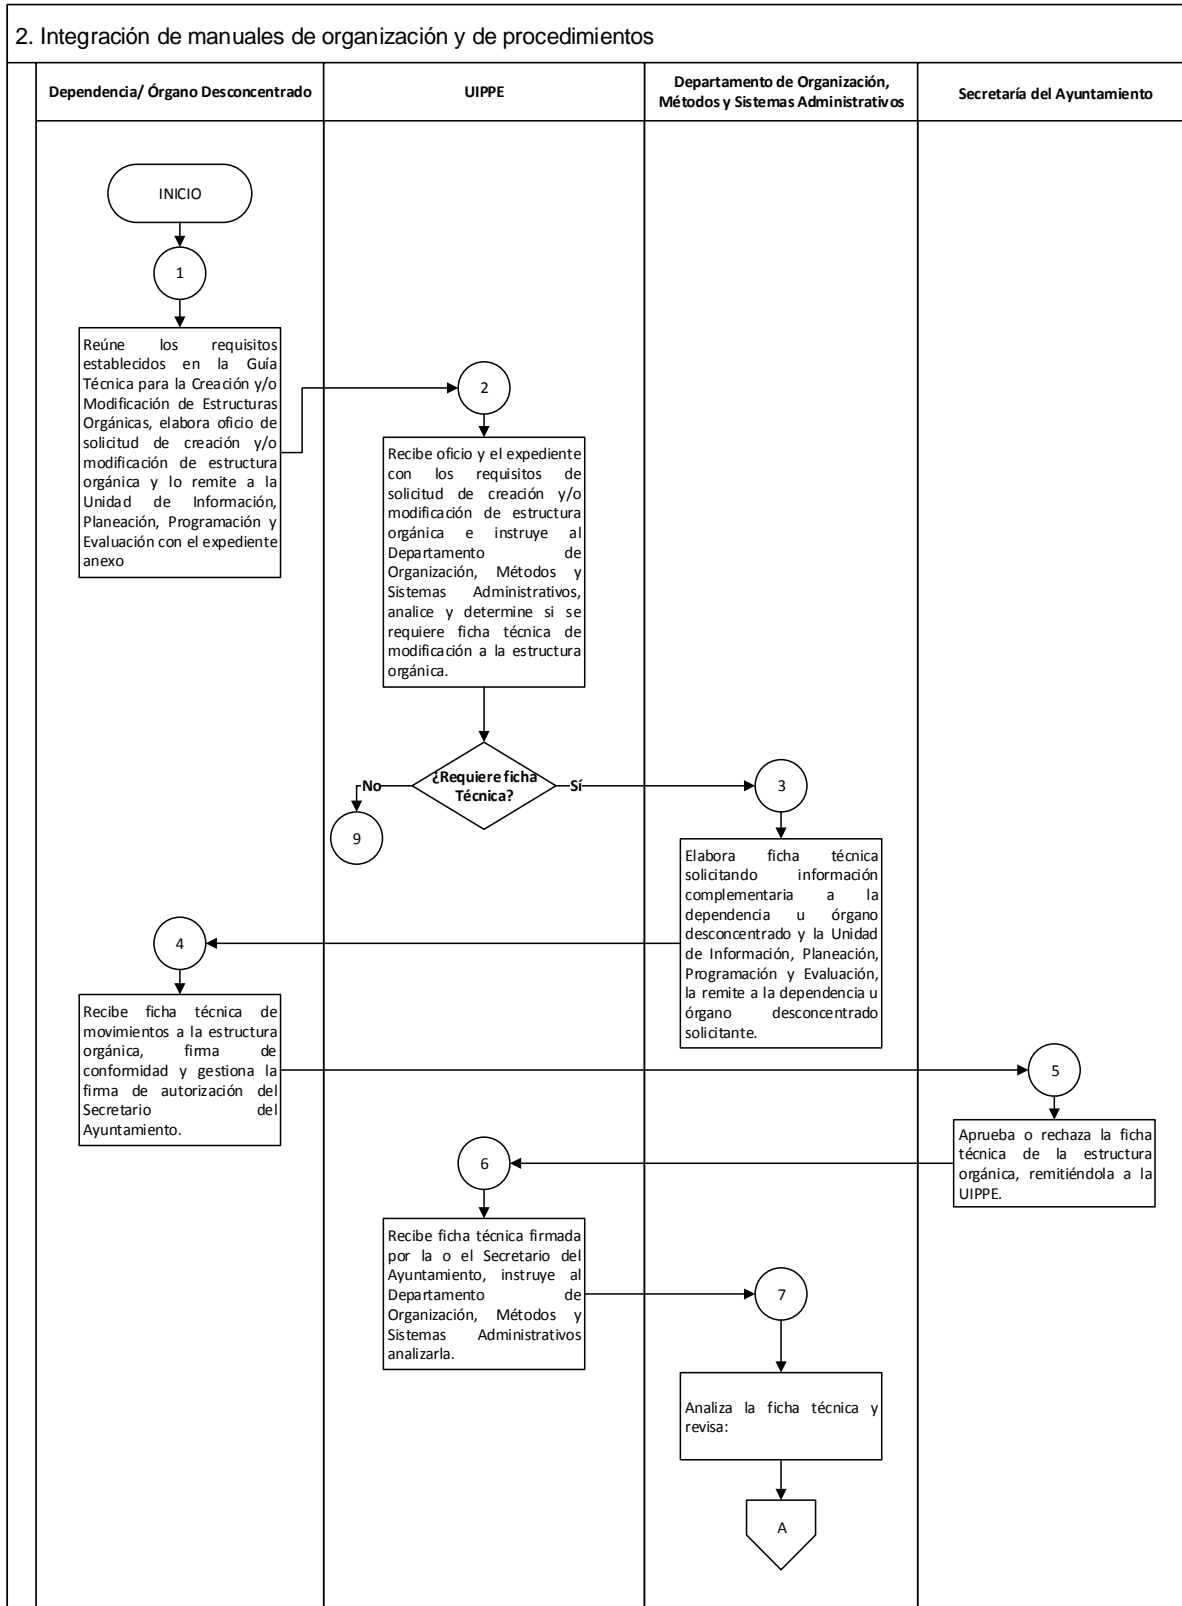 2. Integración de manuales de organización y de procedimientos
Dependencia/ Órgano Desconcentrado
UIPPE
Departamento de Organización,
Métodos y Sistemas Administrativos
Secretaría del Ayuntamiento
INICIO
1
Reúne los requisitos
establecidos en la Guía
Técnica para la Creación y/o
Modificación de Estructuras
Orgánicas, elabora oficio de
solicitud de creación y/o
modificación de estructura
orgánica y lo remite a la
Unidad de Información,
Planeación, Programación y
Evaluación con el expediente
anexo
2
Recibe oficio y el expediente
con los requisitos de
solicitud de creación y/o
modificación de estructura
orgánica e instruye al
Departamento de
Organización, Métodos y
Sistemas Administrativos,
analice y determine si se
requiere ficha técnica de
modificación a la estructura
orgánica.
¿Requiere ficha
Técnica?
No
Sí
9
3
Elabora ficha técnica
solicitando información
complementaria a la
dependencia u órgano
desconcentrado y la Unidad
de Información, Planeación,
Programación y Evaluación,
la remite a la dependencia u
órgano desconcentrado
solicitante.
4
Recibe ficha técnica de
movimientos a la estructura
orgánica, firma de
conformidad y gestiona la
firma de autorización del
Secretario del
Ayuntamiento.
5
Aprueba o rechaza la ficha
técnica de la estructura
orgánica, remitiéndola a la
UIPPE.
6
Recibe ficha técnica firmada
por la o el Secretario del
Ayuntamiento, instruye al
Departamento de
Organización, Métodos y
Sistemas Administrativos
analizarla.
7
Analiza la ficha técnica y
revisa:
A